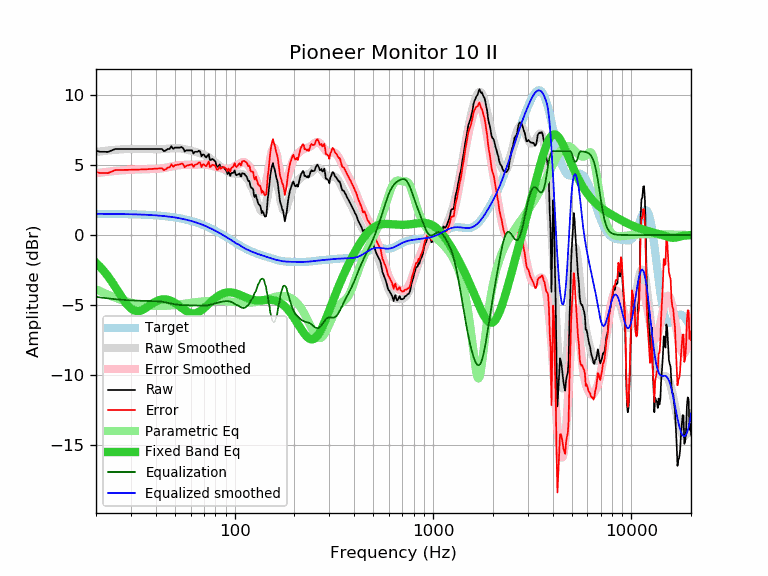 Pioneer Monitor 10 II
Amplitude (dBr)
10
5
0
−5
−10
−15
Target
Raw Smoothed
Error Smoothed
Raw
Error
Parametric Eq
Fixed Band Eq
Equalization
Equalized smoothed
100
1000
10000
Frequency (Hz)